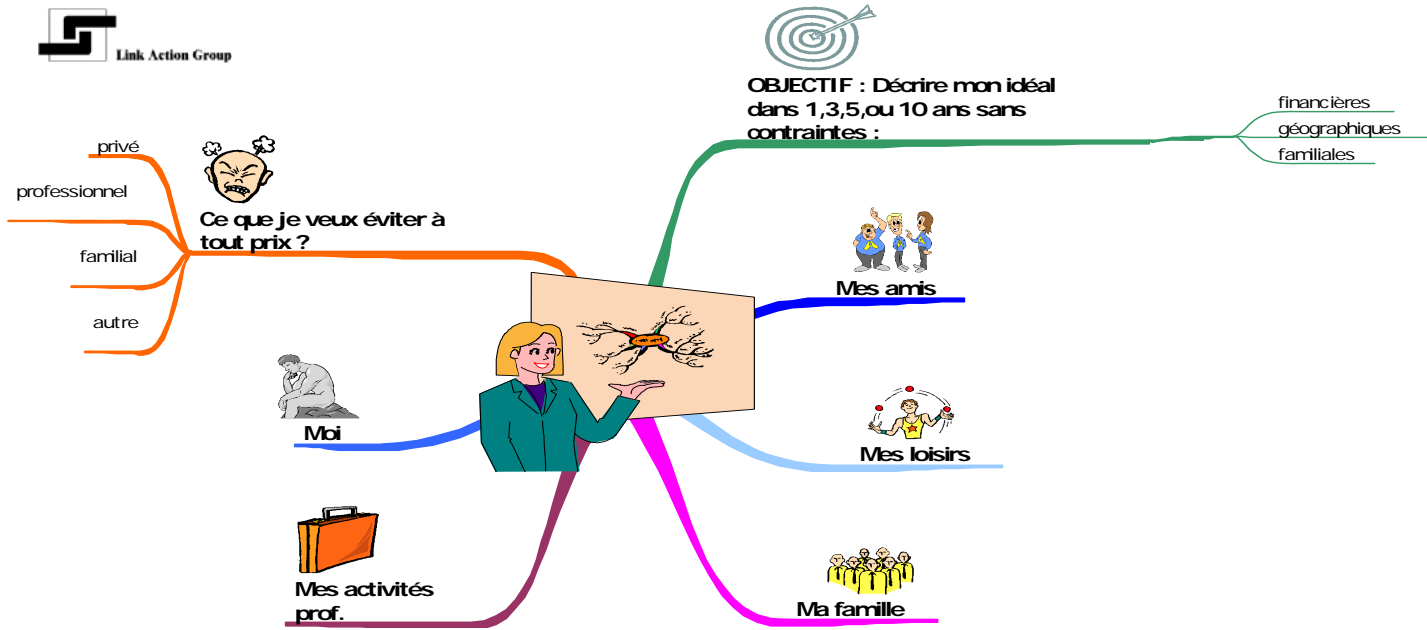 Link Action Group
OBJECTIF : Décrire mon idéal
dans 1,3,5,ou 10 ans sans
contraintes :
financières
géographiques
familiales
Mes amis
Mes loisirs
Ma famille
Mes activités
prof.
Moi
Ce que je veux éviter à
tout prix ?
privé
professionnel
familial
autre